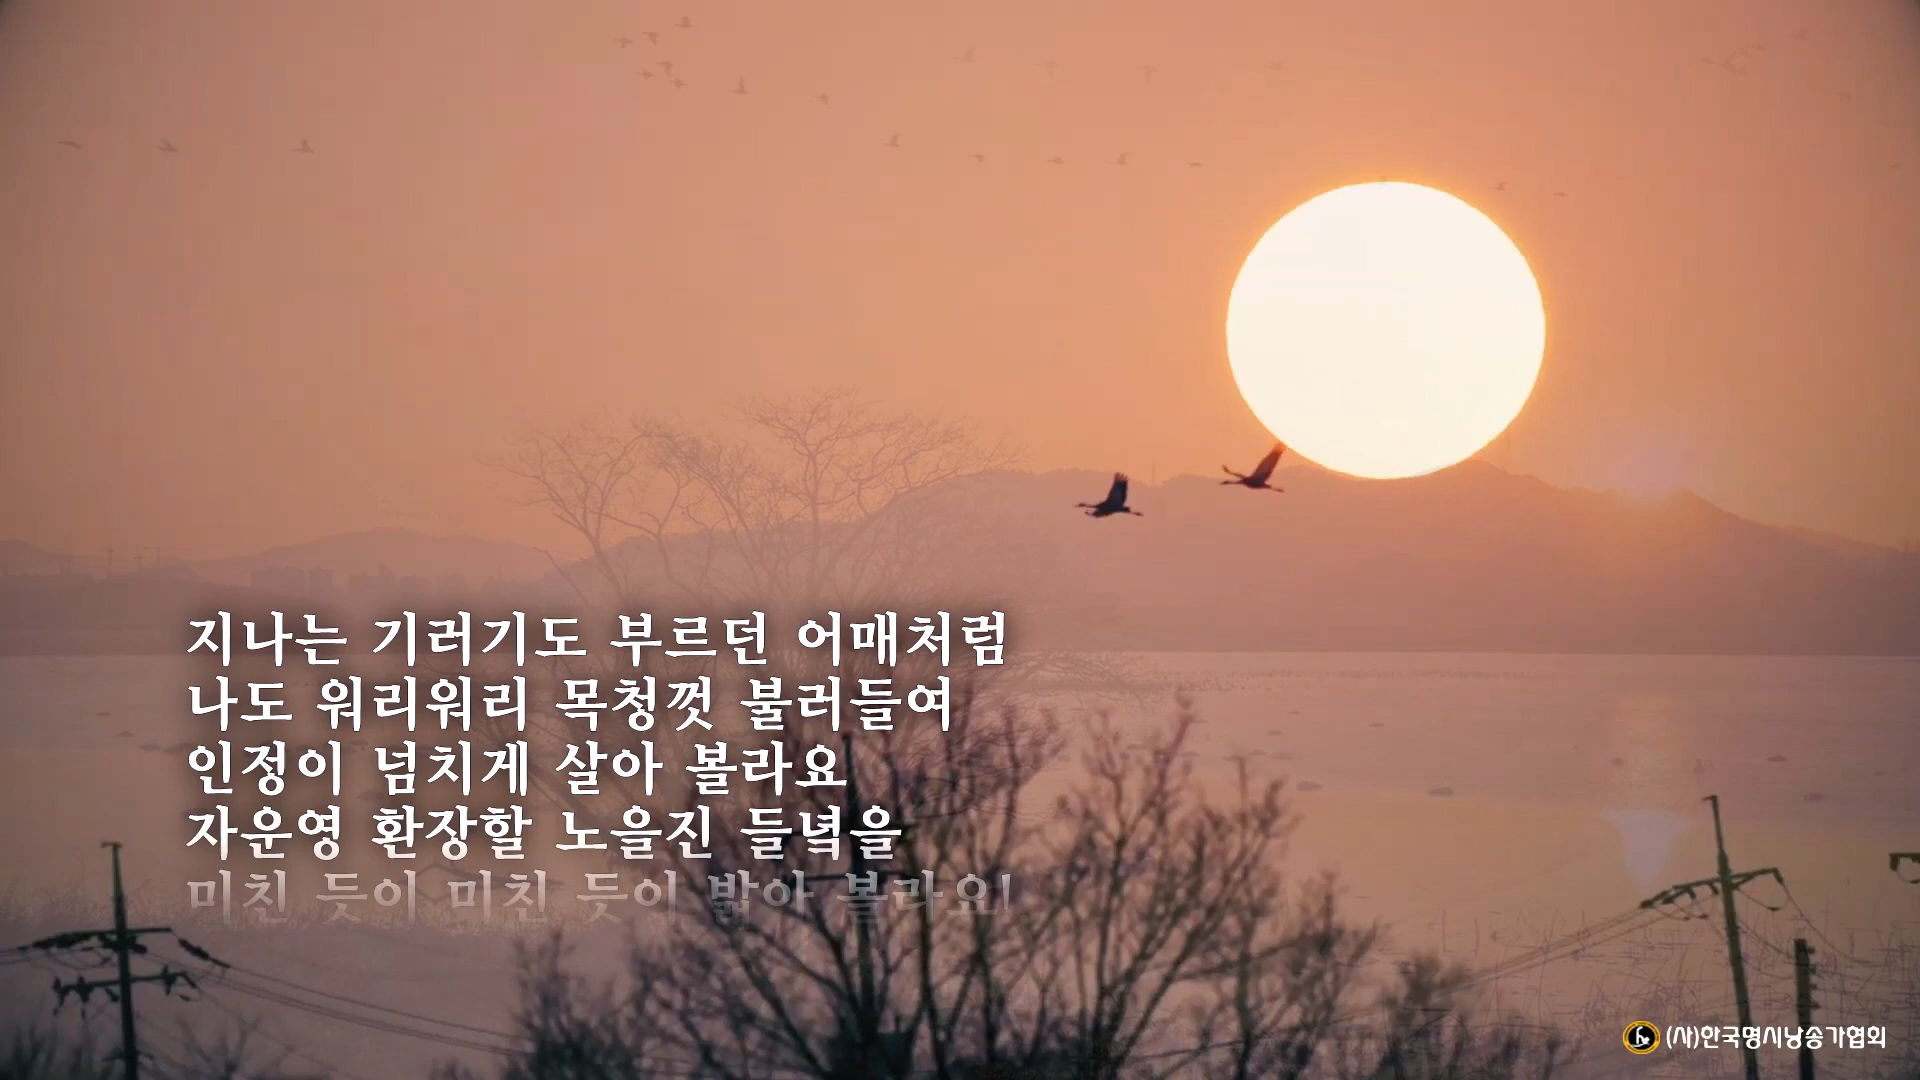 지나는 기러기도 부르던 어매처럼
나도 워리워리 목청껏 불러들여
인정이 넘치게 살아 볼라요
자운영 환장할 노을진 들녘을
미친 듯이 미친 듯이 밟아 볼라요!
(사)한국명시낭송가협회